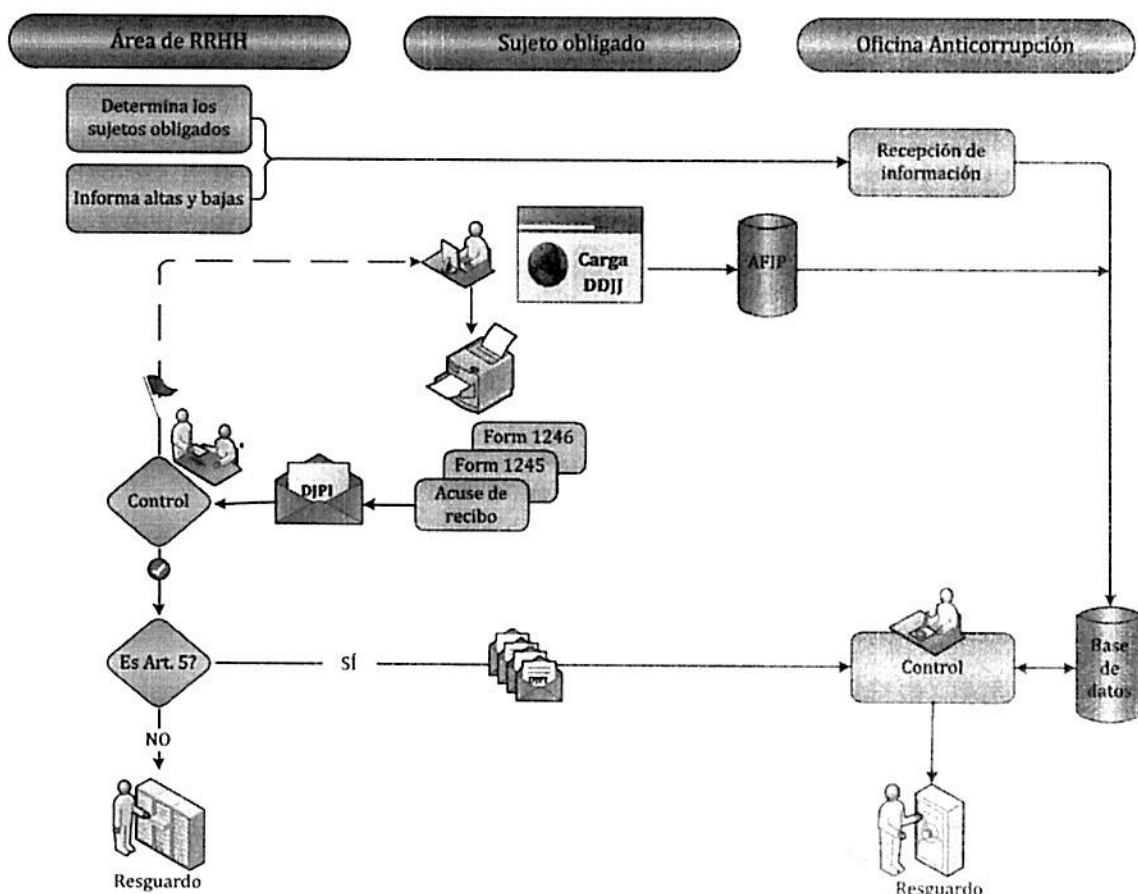 Área de RRHH
Sujeto obligado
Oficina Anticorrupción
Determina los
sujetos obligados
Informa altas y bajas
Recepción de
información
Carga
DDJJ
AFIP
Form 1246
Form 1245
Acuse de
recibo
DJPI
Control
Es Art. 5?
SÍ
DJPI
Control
Base
de
datos
NO
Resguardo
Resguardo